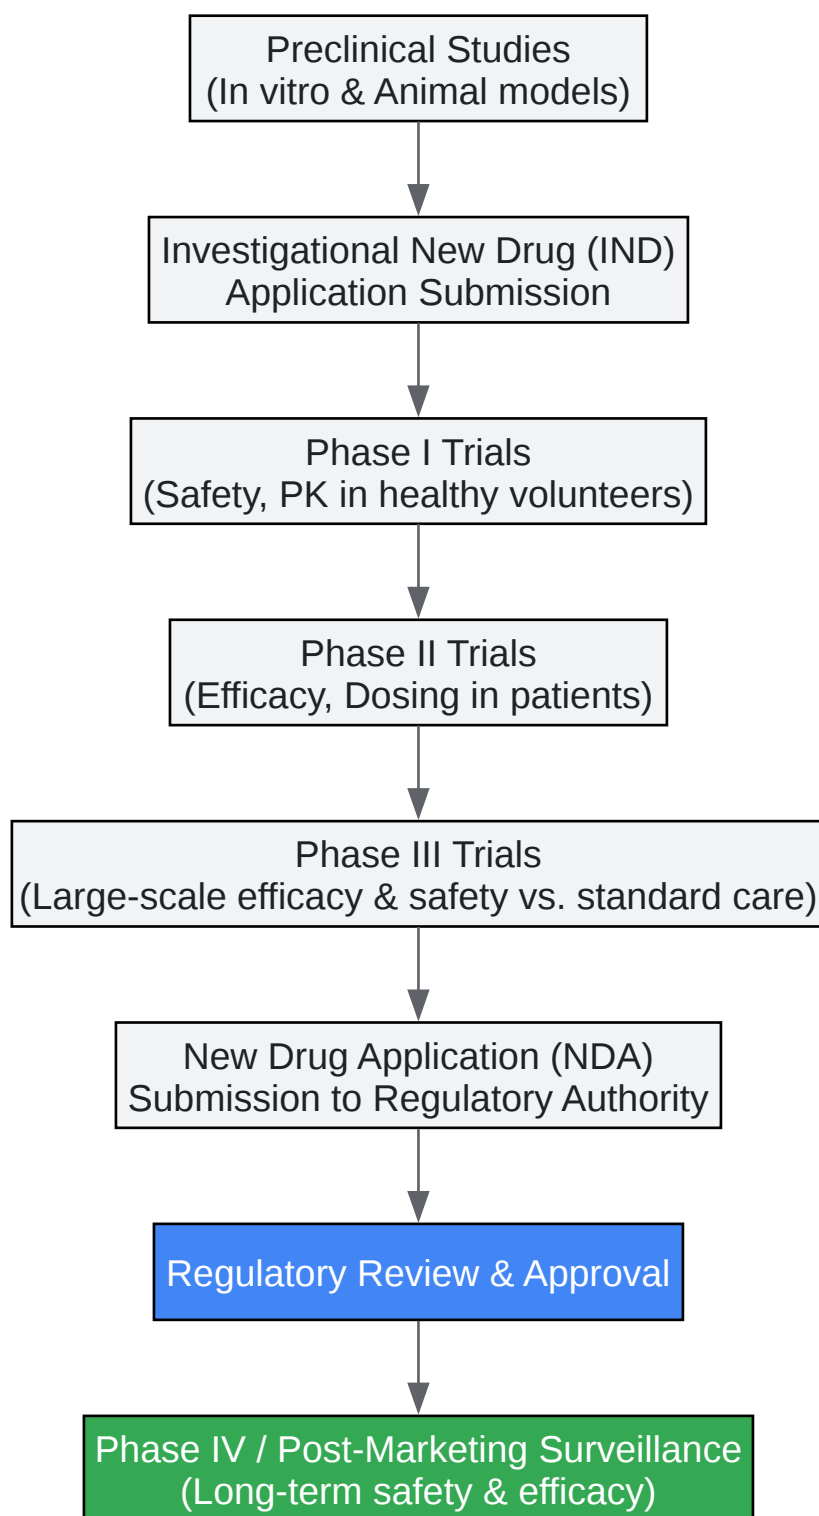 Preclinical Studies
(In vitro & Animal models)
Investigational New Drug (IND)
Application Submission
Phase I Trials
(Safety, PK in healthy volunteers)
Phase II Trials
(Efficacy, Dosing in patients)
Phase III Trials
(Large-scale efficacy & safety vs. standard care)
New Drug Application (NDA)
Submission to Regulatory Authority
Regulatory Review & Approval
Phase IV / Post-Marketing Surveillance
(Long-term safety & efficacy)